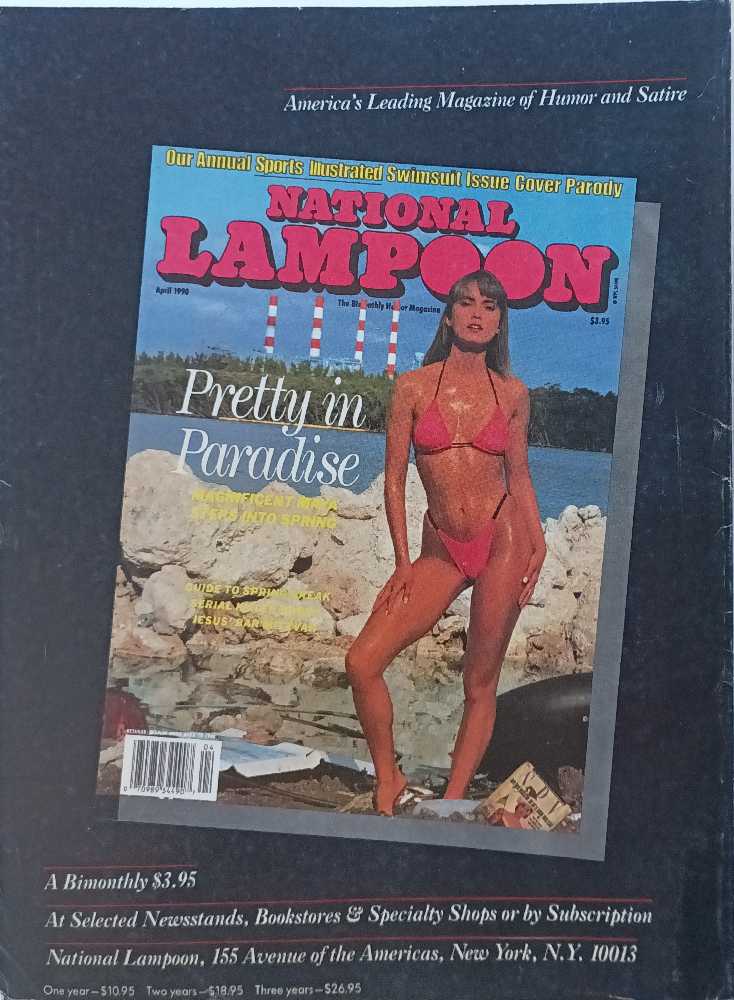 America's Leading Magazine of Humor and Satire
Our Annual Sports Illustrated Swimsuit Issue Cover Parody
NATIONAL
LAMPOON
April 1990
$3.95
Pretty in
Paradise
MAGNIFICENT MAYA
STEPS INTO SPRING
GUIDE TO SPRING BREAK
JESUS' BAR MITZVAH
04
A Bimonthly $3.95
At Selected Newsstands, Bookstores & Specialty Shops or by Subscription
National Lampoon, 155 Avenue of the Americas, New York, N.Y. 10013
One year—$10.95 Two years—$18.95 Three years—$26.95